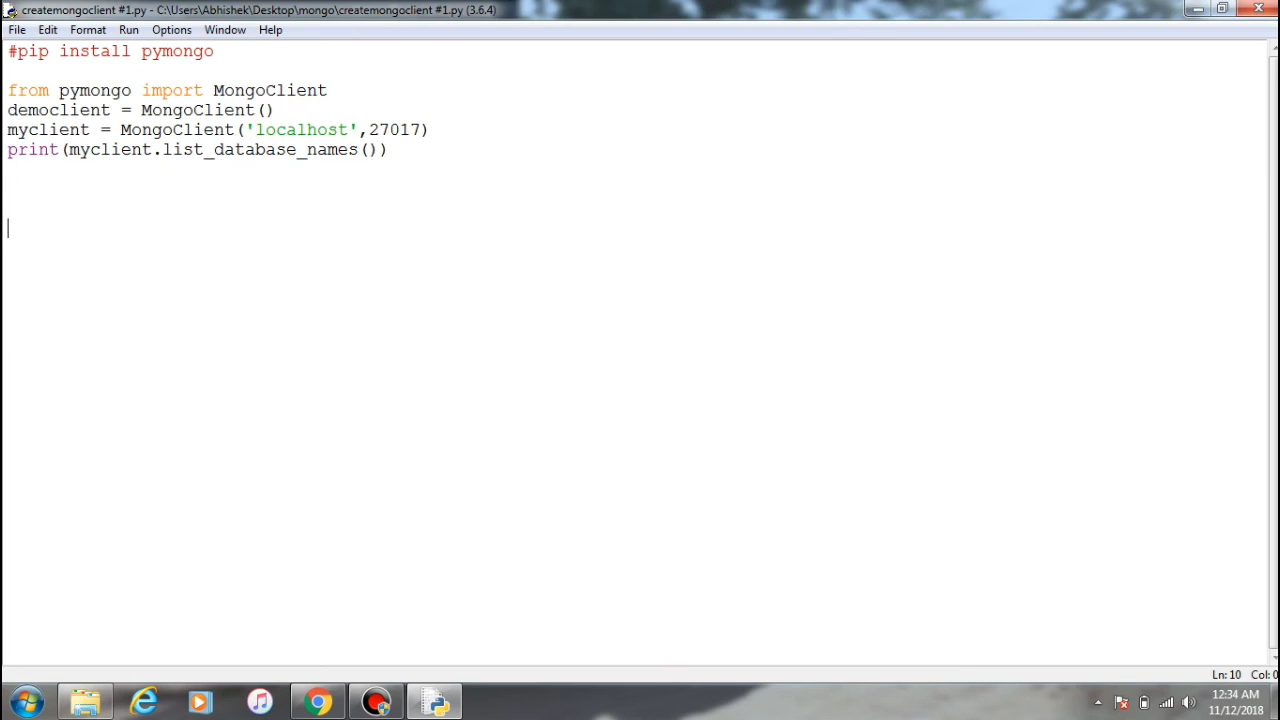 createmongoclient #1.py - C:\Users\Abhishek\Desktop\mongo\createmongoclient #1.py (3.6.4)
File Edit Format Run Options Window Help
#pip install pymongo
from pymongo import MongoClient
democlient = MongoClient()
myclient = MongoClient('localhost',27017)
print(myclient.list_database_names())
Ln: 10 Col: 0
12:34 AM
11/12/2018